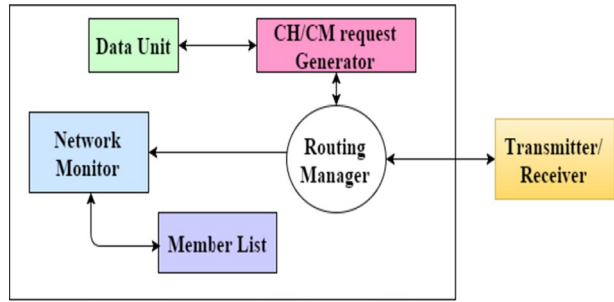 Data Unit
CH/CM request
Generator
Network
Monitor
Routing
Manager
Transmitter/
Receiver
Member List